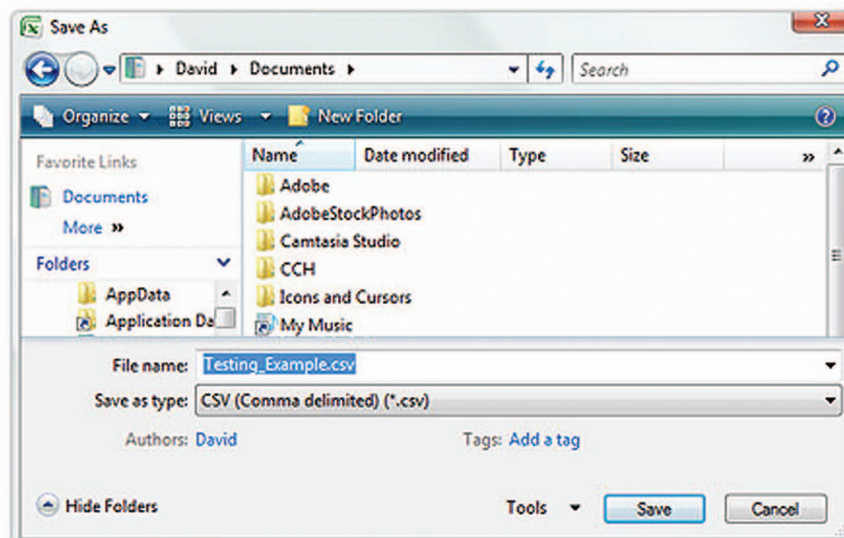 Save As
David Documents
Search
Organize Views New Folder
Favorite Links
Documents
More »
Folders
AppData
Application Da
Name Date modified Type Size »
Adobe
AdobeStockPhotos
Camtasia Studio
CCH
Icons and Cursors
My Music
File name: Testing_Example.csv
Save as type: CSV (Comma delimited) (*.csv)
Authors: David Tags: Add a tag
Hide Folders Tools Save Cancel